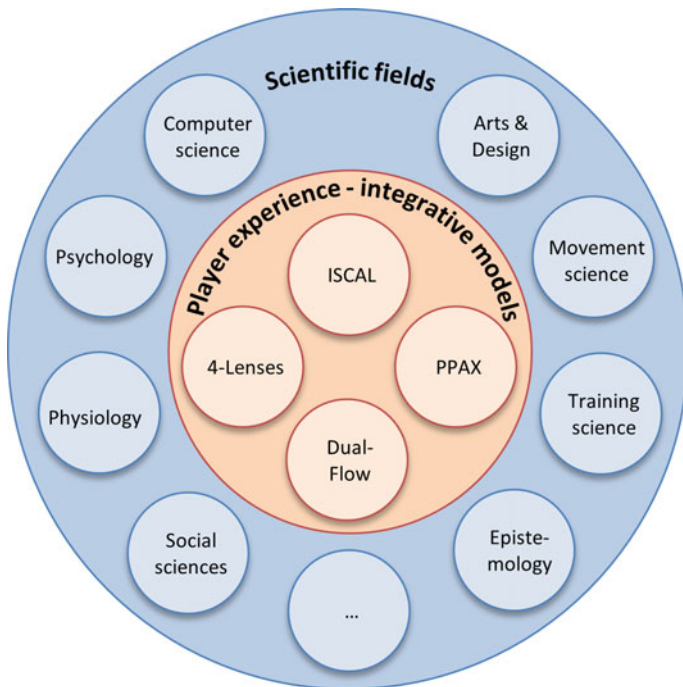 Scientific fields
Computer
science
Arts &
Design
Psychology
Movement
science
Physiology
Training
science
Social
sciences
Episte-
mology
...
Player experience - integrative models
ISCAL
4-Lenses
PPAX
Dual-
Flow